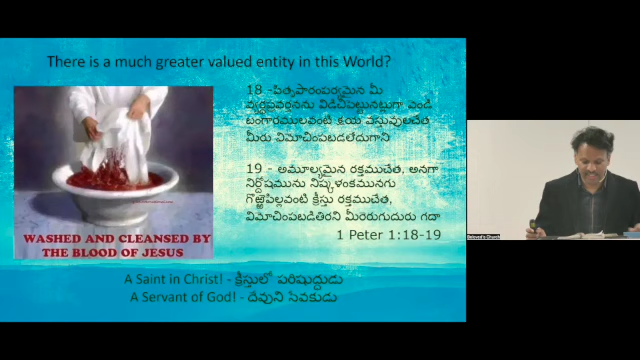 There is a much greater valued entity in this World?
18 -పితృపారంపర్యమైన మీ
వ్యర్థప్రవర్తనను విడిచిపెట్టునట్లుగా వెండి
బంగారములవంటి క్షయ వస్తువులచేత
మీరు విమోచింపబడలేదుగాని
19 - అమూల్యమైన రక్తముచేత, అనగా
నిర్దోషమును నిష్కళంకమునగు
గొఱ్ఱెపిల్లవంటి క్రీస్తు రక్తముచేత,
విమోచింపబడితిరని మీరెరుగుదురు గదా
1 Peter 1:18-19
WASHED AND CLEANSED BY
THE BLOOD OF JESUS
A Saint in Christ! - క్రీస్తులో పరిశుద్ధుడు
A Servant of God! - దేవుని సేవకుడు